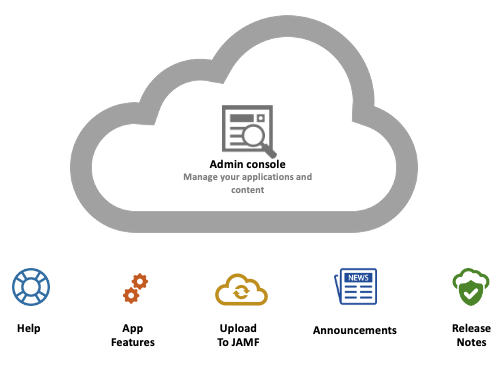 Admin console
Manage your applications and
content
NEWS
Help
App
Features
Upload
To JAMF
Announcements
Release
Notes